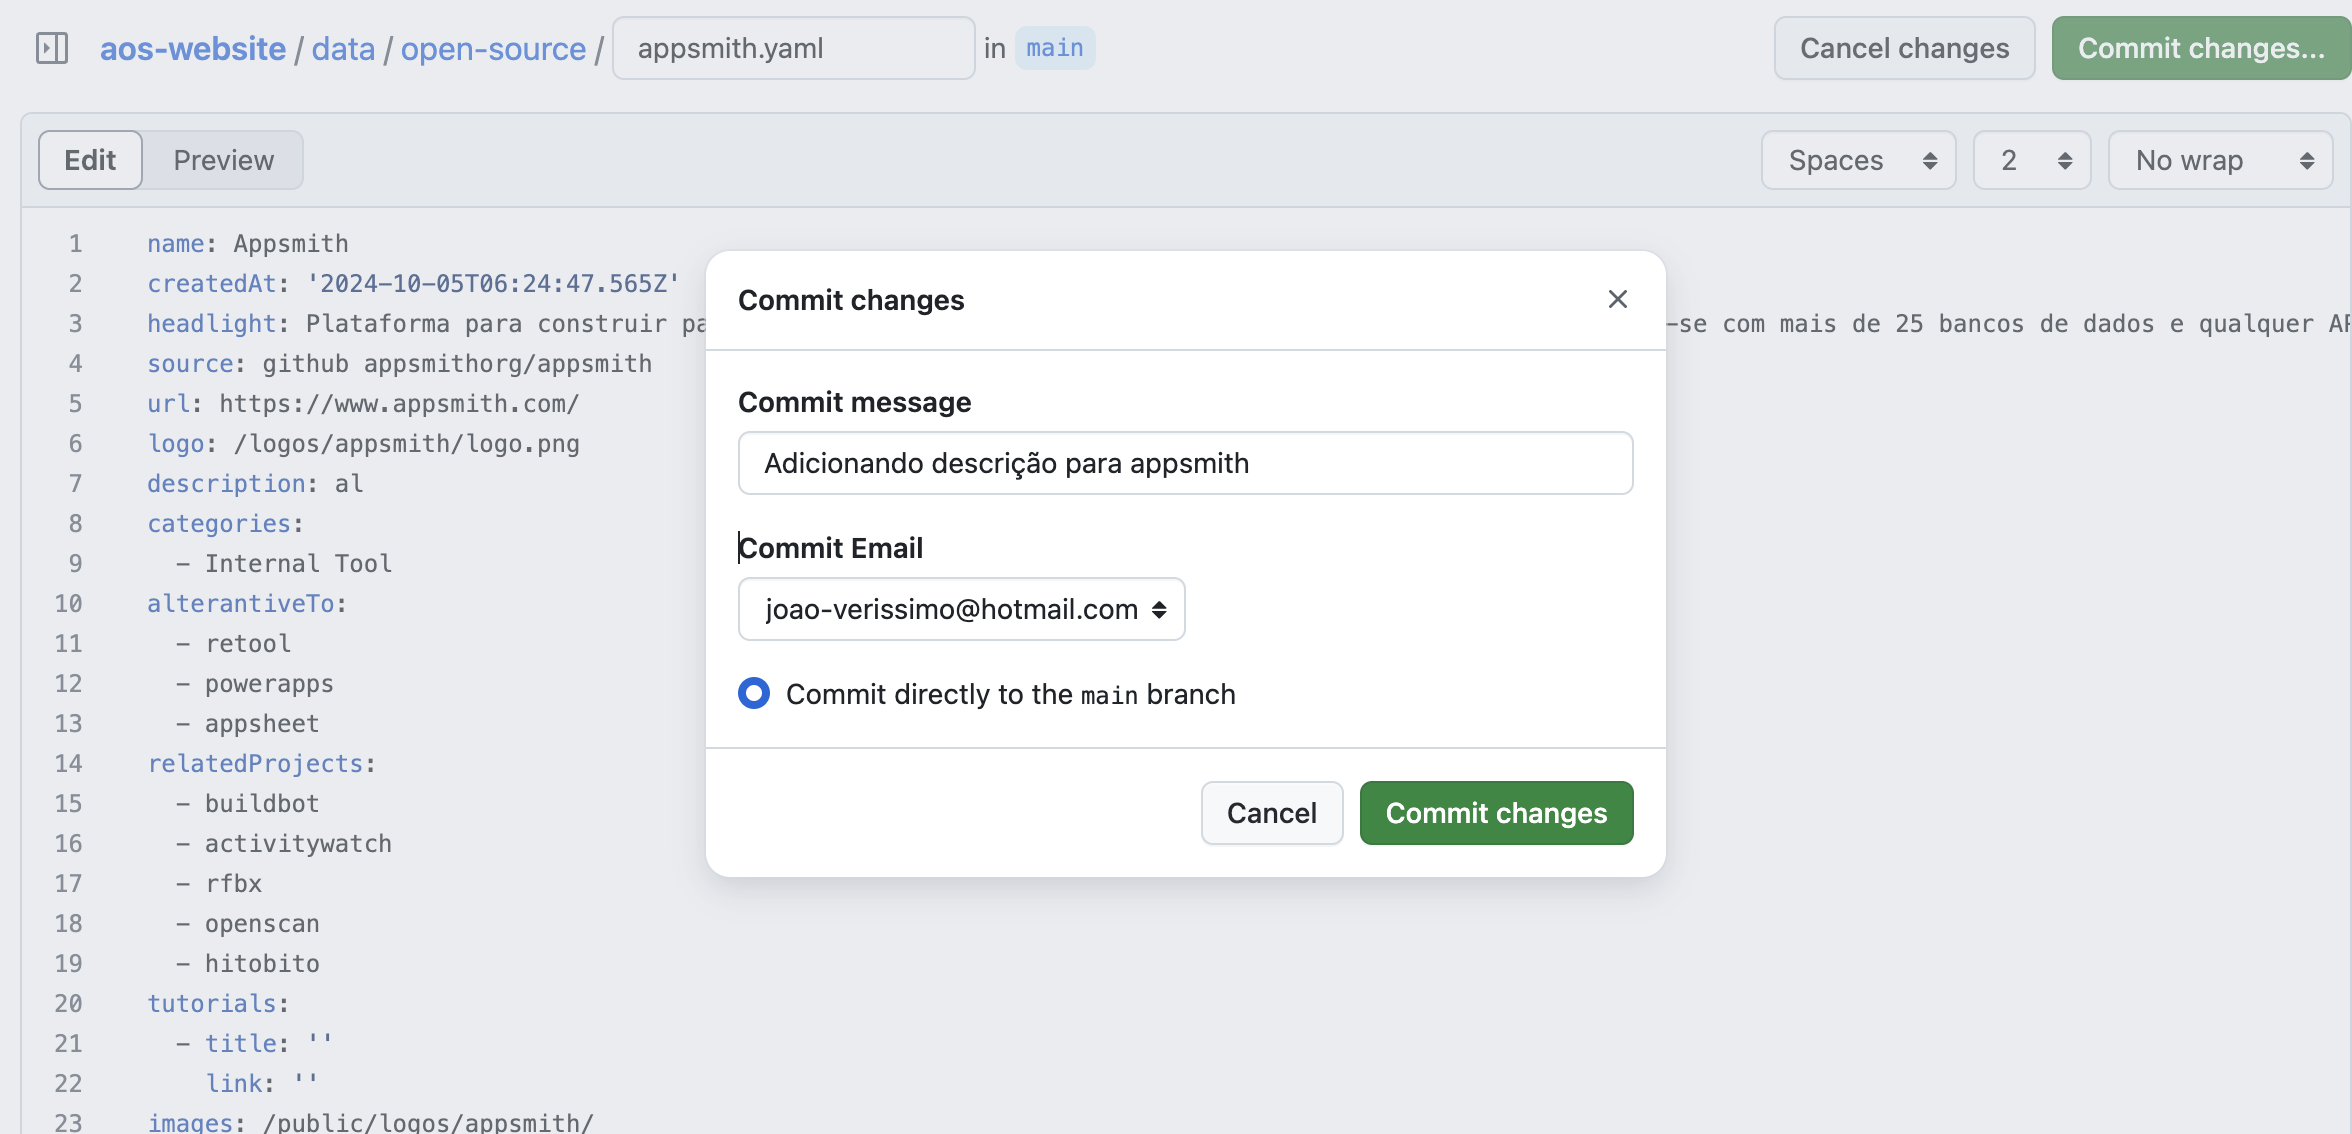 aos-website / data / open-source / appsmith.yaml in main
Cancel changes
Commit changes...
Edit
Preview
Spaces
2
No wrap
1 name: Appsmith
2 createdAt: '2024-10-05T06:24:47.565Z'
3 headlight: Plataforma para construir pa
-se com mais de 25 bancos de dados e qualquer AP
4 source: github appsmithorg/appsmith
5 url: https://www.appsmith.com/
6 logo: /logos/appsmith/logo.png
7 description: al
8 categories:
9 - Internal Tool
10 alterantiveTo:
11 - retool
12 - powerapps
13 - appsheet
14 relatedProjects:
15 - buildbot
16 - activitywatch
17 - rfbx
18 - openscan
19 - hitobito
20 tutorials:
21 - title: ''
22 link: ''
23 images: /public/logos/appsmith/
Commit changes
Commit message
Adicionando descrição para appsmith
Commit Email
joao-verissimo@hotmail.com
Commit directly to the main branch
Cancel
Commit changes